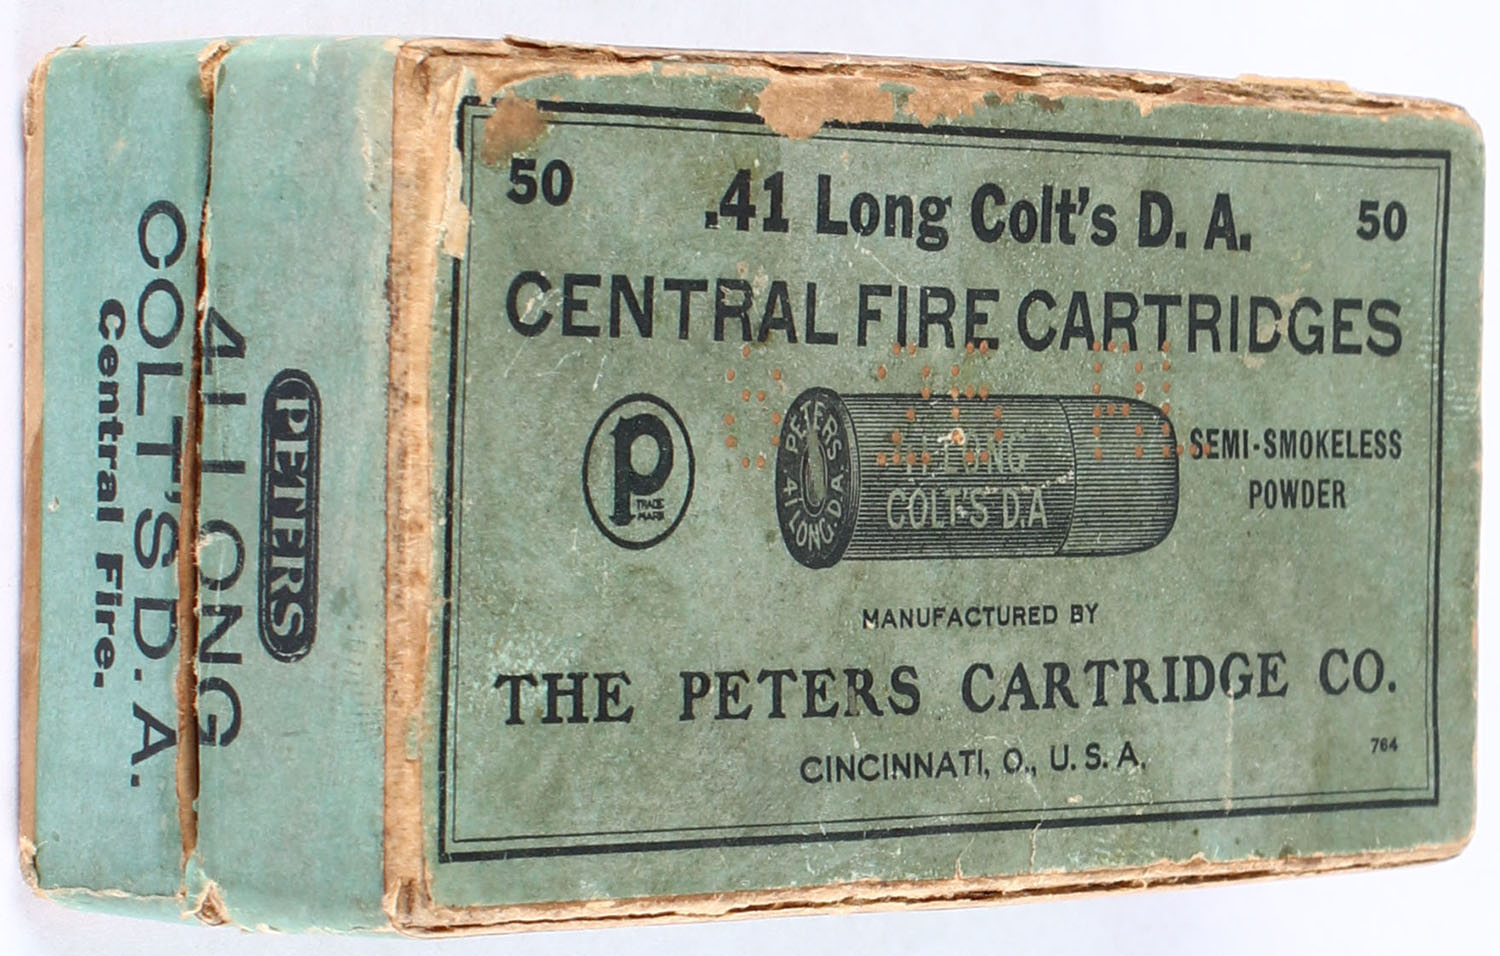 50 .41 Long Colt's D. A. 50
CENTRAL FIRE CARTRIDGES
P
TRADE
MARK
PETERS
41 LONG. D.A.
41 LONG
COLT'S D.A
SEMI-SMOKELESS
POWDER
MANUFACTURED BY
THE PETERS CARTRIDGE CO.
CINCINNATI, O., U. S. A.
764
PETERS
41 LONG
COLT'S D. A.
Central Fire.